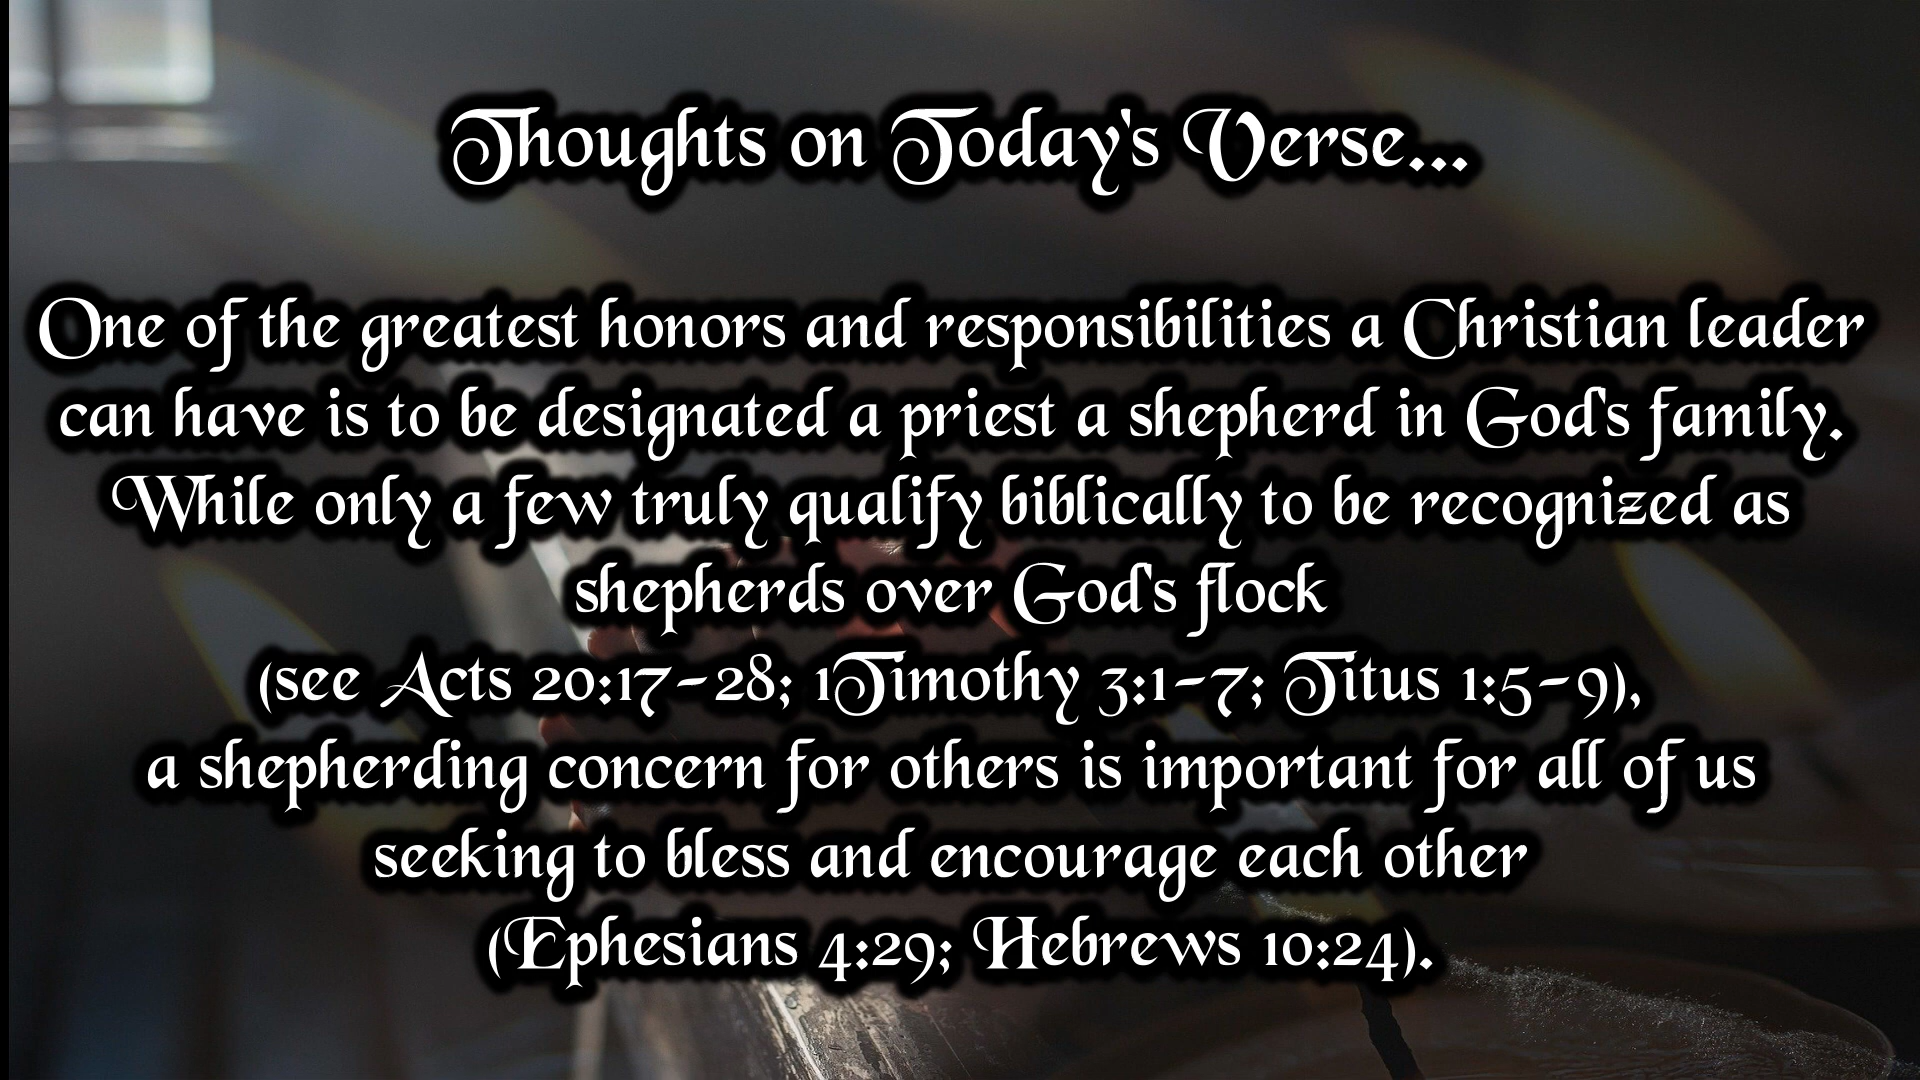 Thoughts on Today's Verse...
One of the greatest honors and responsibilities a Christian leader
can have is to be designated a priest a shepherd in God's family.
While only a few truly qualify biblically to be recognized as
shepherds over God's flock
(see Acts 20:17-28; 1Timothy 3:1-7; Titus 1:5-9),
a shepherding concern for others is important for all of us
seeking to bless and encourage each other
(Ephesians 4:29; Hebrews 10:24).